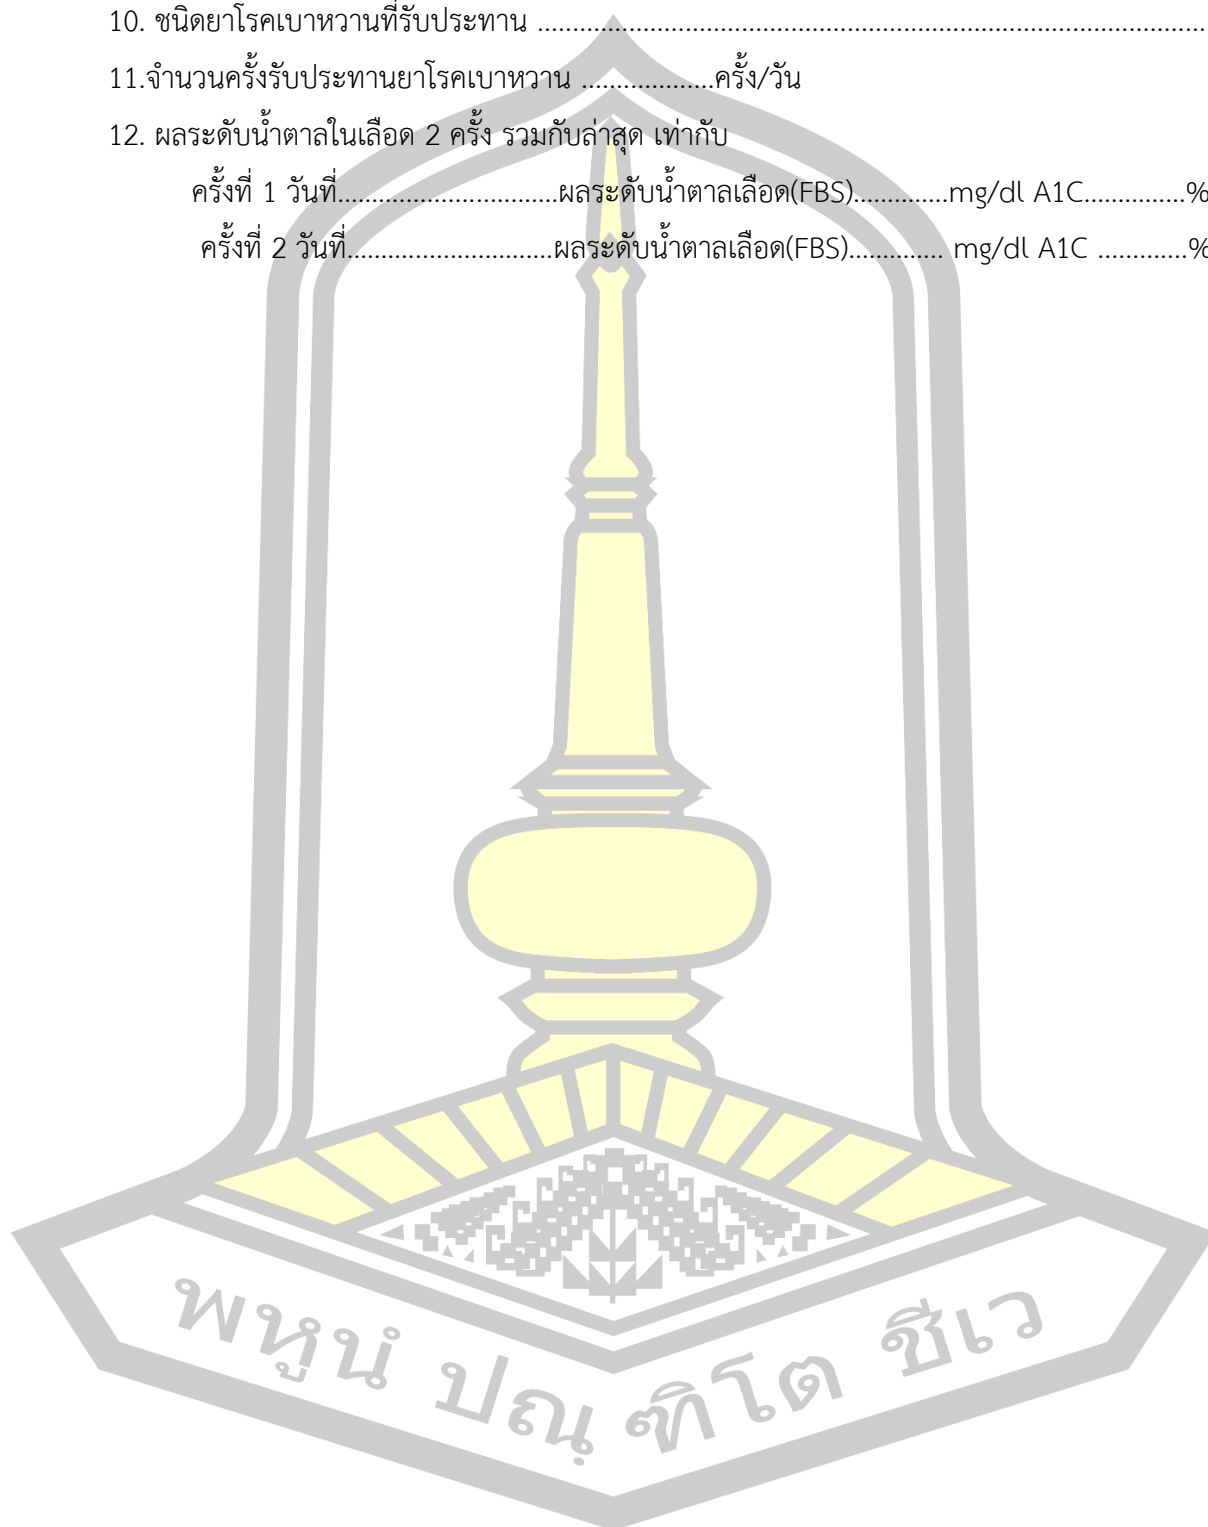 10. ชนิดยาโรคเบาหวานที่รับประทาน ................................................................................................
11.จำนวนครั้งรับประทานยาโรคเบาหวาน ...................ครั้ง/วัน
12. ผลระดับน้ำตาลในเลือด 2 ครั้ง รวมกับล่าสุด เท่ากับ
ครั้งที่ 1 วันที่................................ผลระดับน้ำตาลเลือด(FBS)..............mg/dl A1C...............%
ครั้งที่ 2 วันที่..............................ผลระดับน้ำตาลเลือด(FBS).............. mg/dl A1C .............%
พหูนํ ปณฺ ฑิโต ชีเว